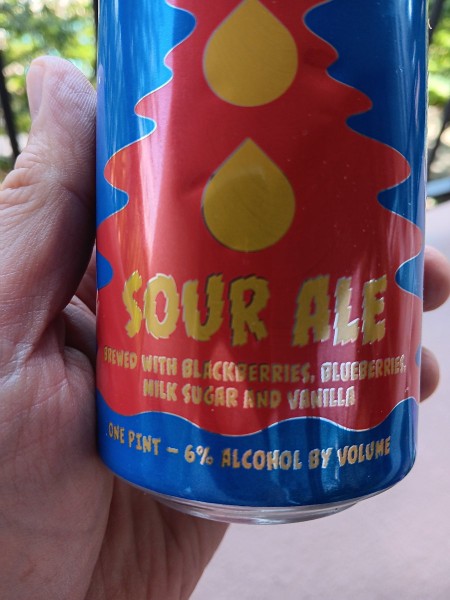 SOUR ALE
BREWED WITH BLACKBERRIES, BLUEBERRIES,
MILK SUGAR AND VANILLA
ONE PINT – 6% ALCOHOL BY VOLUME